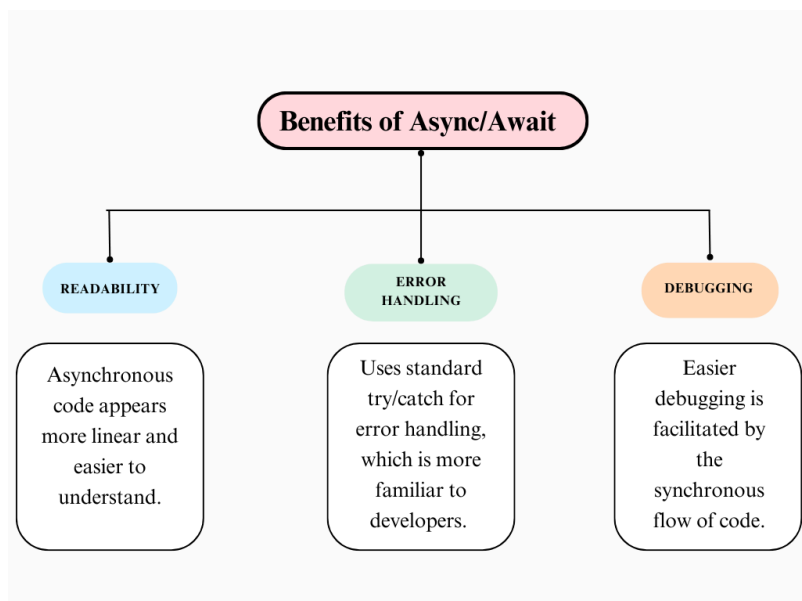 Benefits of Async/Await
READABILITY
Asynchronous
code appears
more linear and
easier to
understand.
ERROR
HANDLING
Uses standard
try/catch for
error handling,
which is more
familiar to
developers.
DEBUGGING
Easier
debugging is
facilitated by
the
synchronous
flow of code.